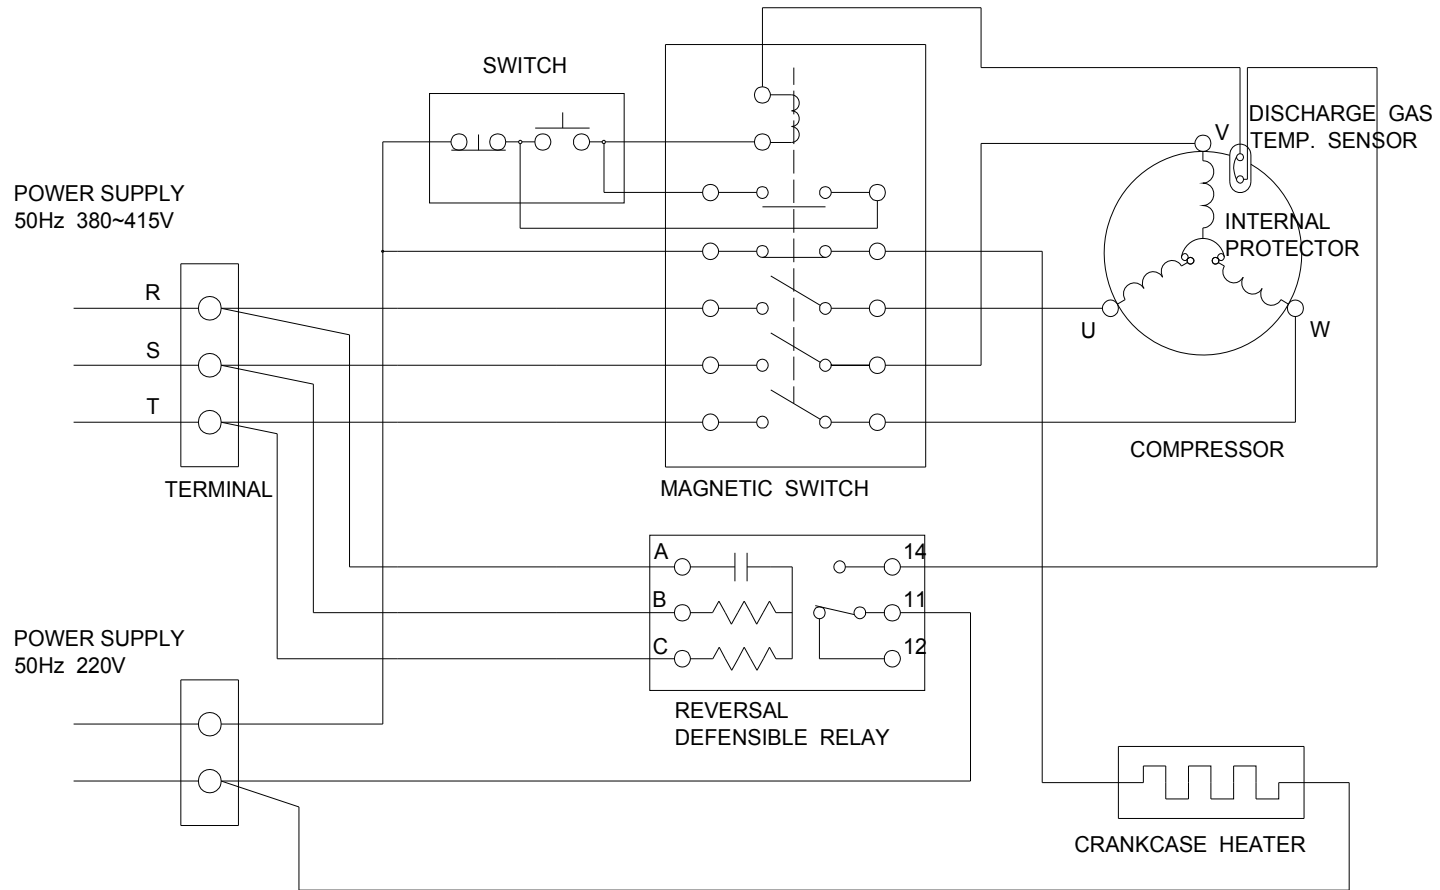 SWITCH
DISCHARGE GAS
TEMP. SENSOR
V
POWER SUPPLY
50Hz 380~415V
INTERNAL
PROTECTOR
R
U
W
S
T
COMPRESSOR
TERMINAL
MAGNETIC SWITCH
A
14
B
11
C
12
POWER SUPPLY
50Hz 220V
REVERSAL
DEFENSIBLE RELAY
CRANKCASE HEATER